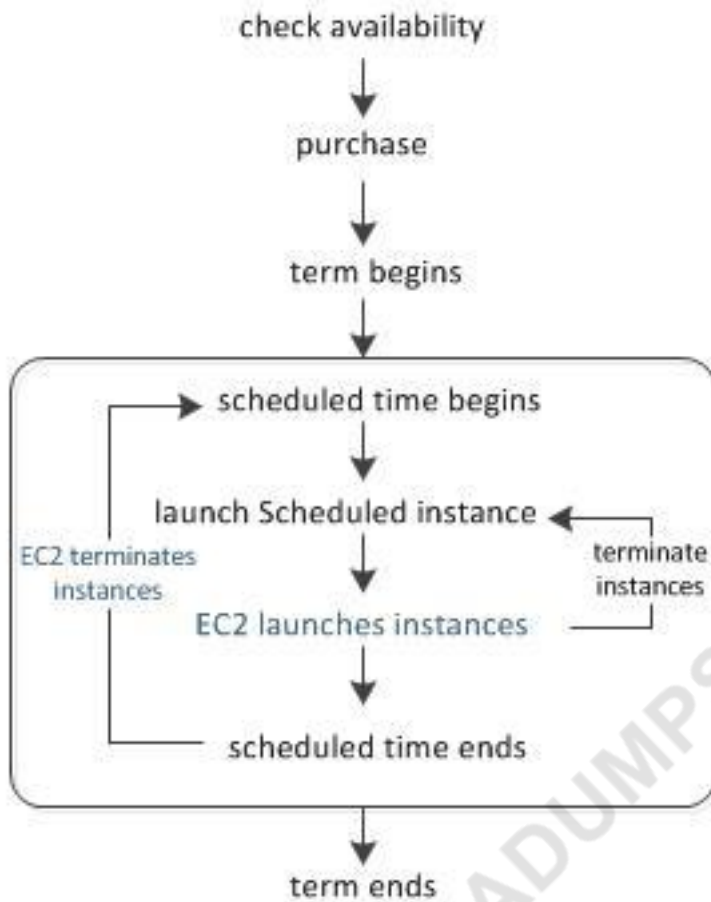 check availability
purchase
term begins
scheduled time begins
launch Scheduled instance
EC2 terminates
instances
terminate
instances
EC2 launches instances
scheduled time ends
term ends
ADUMPS